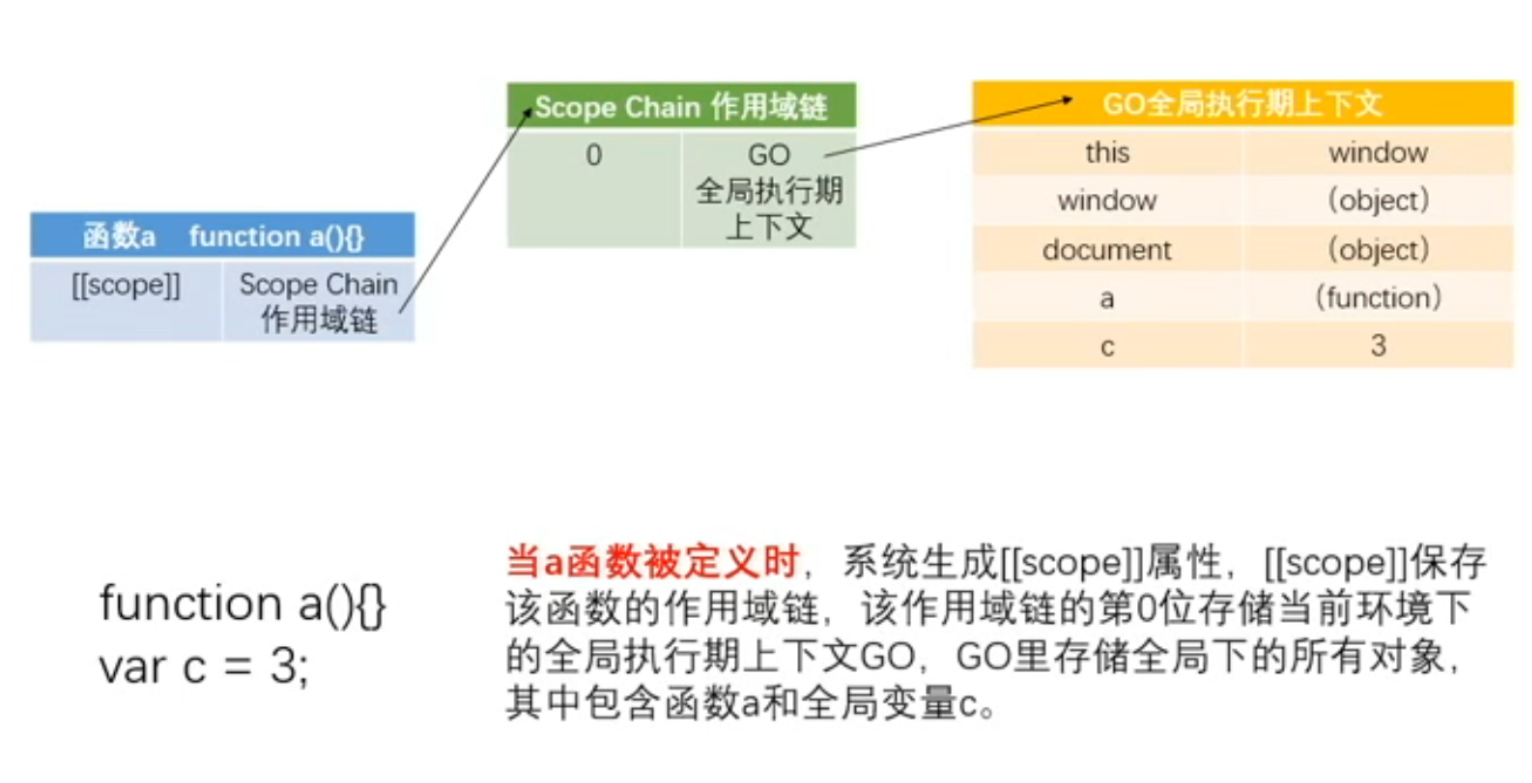 Scope Chain 作用域链
0
GO
全局执行期
上下文
GO全局执行期上下文
this window
window （object）
document （object）
a （function）
c 3
函数a function a(){}
[[scope]]
Scope Chain
作用域链
function a(){}
var c = 3;
当a函数被定义时，系统生成[[scope]]属性，[[scope]]保存
该函数的作用域链，该作用域链的第0位存储当前环境下
的全局执行期上下文GO，GO里存储全局下的所有对象，
其中包含函数a和全局变量c。